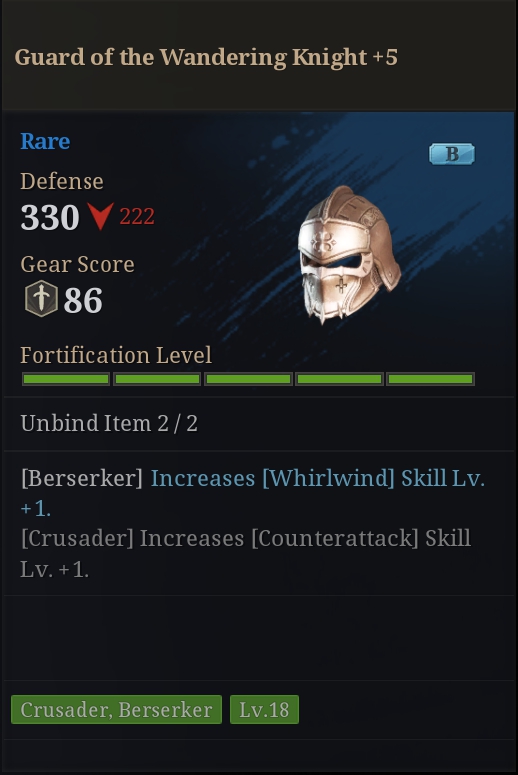 Guard of the Wandering Knight +5
Rare
B
Defense
330 222
Gear Score
86
Fortification Level
Unbind Item 2 / 2
[Berserker] Increases [Whirlwind] Skill Lv.
+1.
[Crusader] Increases [Counterattack] Skill
Lv. +1.
Crusader, Berserker Lv.18